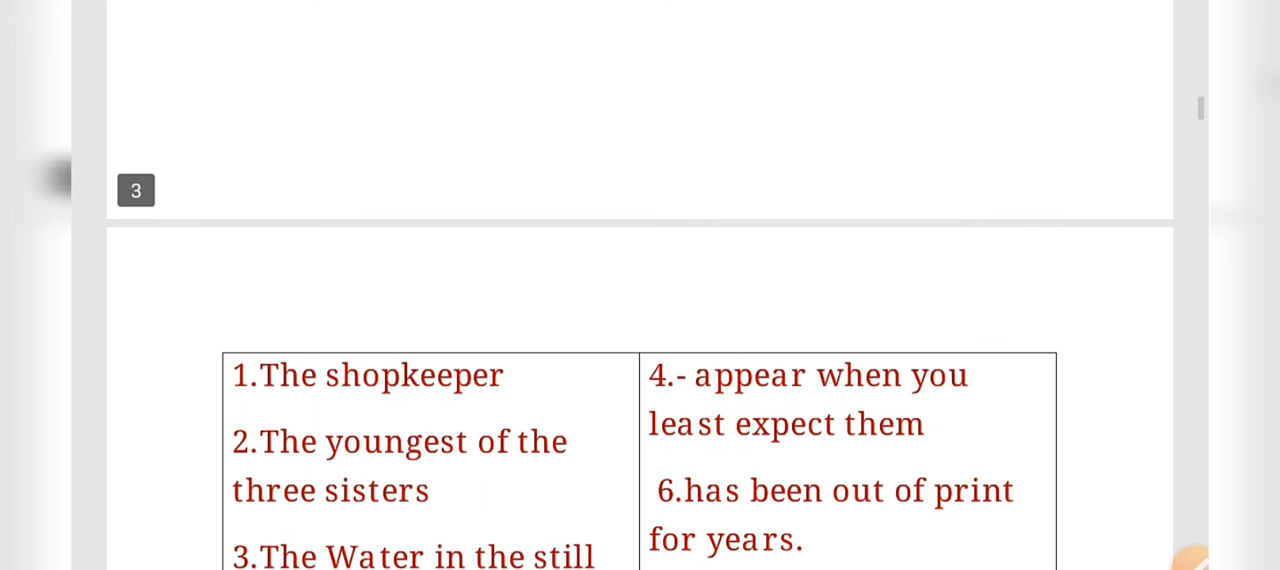 3
1.The shopkeeper
2.The youngest of the
three sisters
3.The Water in the still
4.- appear when you
least expect them
6.has been out of print
for years.